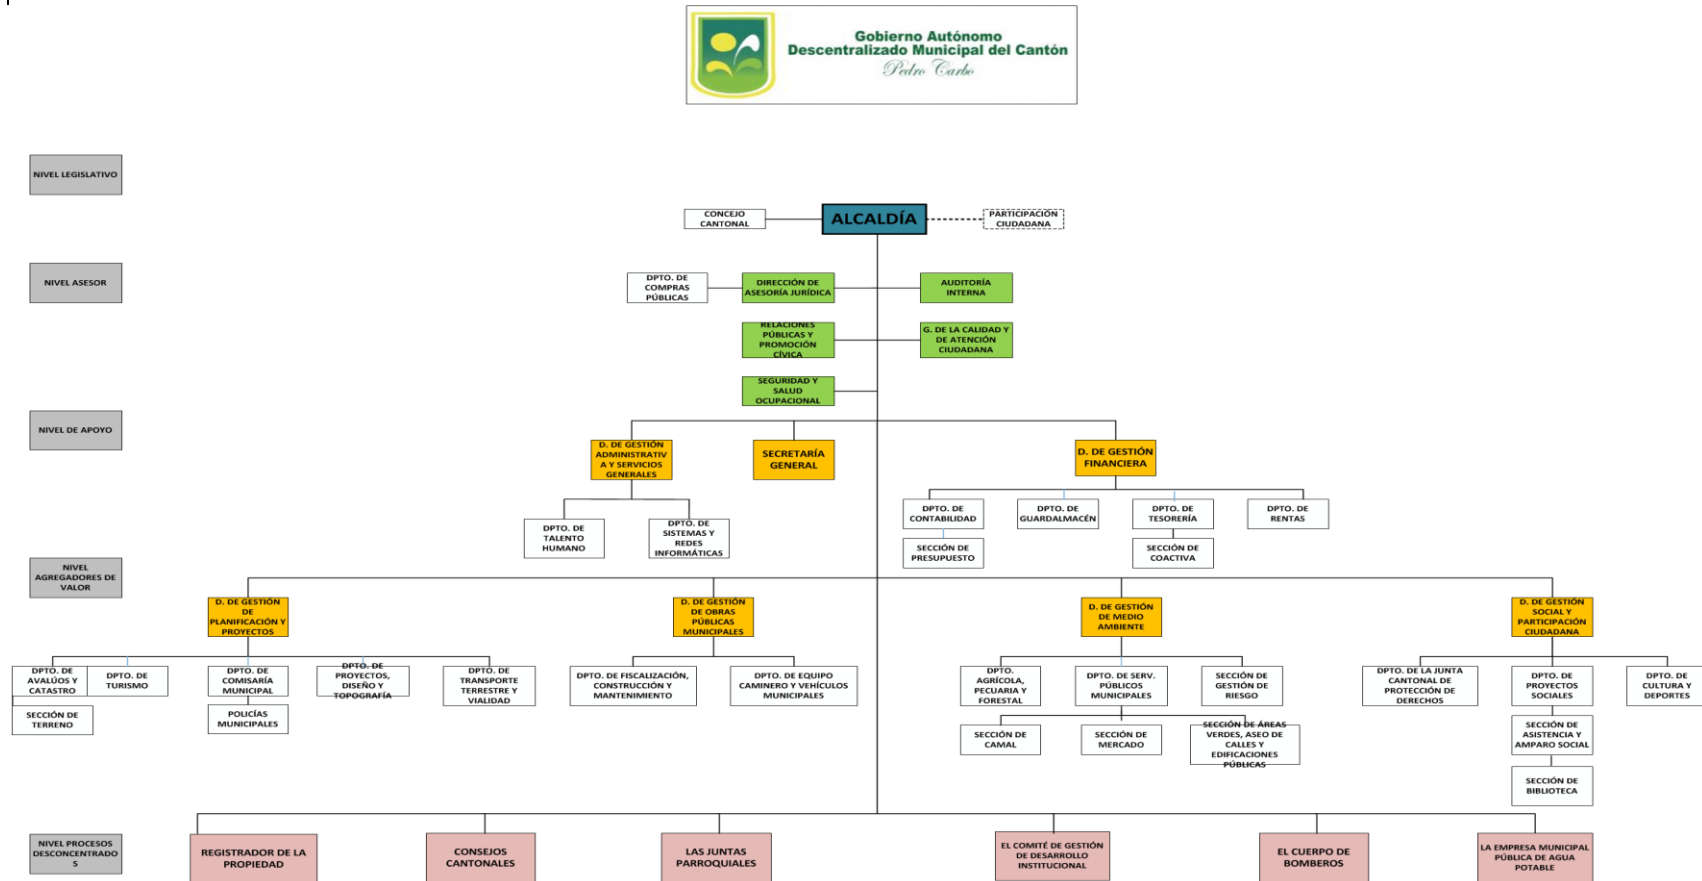 Gobierno Autónomo
Descentralizado Municipal del Cantón
Pedro Carbo
NIVEL LEGISLATIVO
CONCEJO
CANTONAL
ALCALDÍA
PARTICIPACIÓN
CIUDADANA
NIVEL ASESOR
DPTO. DE
COMPRAS
PÚBLICAS
DIRECCIÓN DE
ASESORÍA JURÍDICA
AUDITORÍA
INTERNA
RELACIONES
PÚBLICAS Y
PROMOCIÓN
CÍVICA
G. DE LA CALIDAD Y
DE ATENCIÓN
CIUDADANA
SEGURIDAD Y
SALUD
OCUPACIONAL
NIVEL DE APOYO
D. DE GESTIÓN
ADMINISTRATIV
A Y SERVICIOS
GENERALES
SECRETARÍA
GENERAL
D. DE GESTIÓN
FINANCIERA
DPTO. DE
TALENTO
HUMANO
DPTO. DE
SISTEMAS Y
REDES
INFORMÁTICAS
DPTO. DE
CONTABILIDAD
DPTO. DE
GUARDALMACÉN
DPTO. DE
TESORERÍA
DPTO. DE
RENTAS
SECCIÓN DE
PRESUPUESTO
SECCIÓN DE
COACTIVA
NIVEL
AGREGADORES DE
VALOR
D. DE GESTIÓN
DE
PLANIFICACIÓN Y
PROYECTOS
D. DE GESTIÓN
DE OBRAS
PÚBLICAS
MUNICIPALES
D. DE GESTIÓN
DE MEDIO
AMBIENTE
D. DE GESTIÓN
SOCIAL Y
PARTICIPACIÓN
CIUDADANA
DPTO. DE
AVALÚOS Y
CATASTRO
DPTO. DE
TURISMO
DPTO. DE
COMISARÍA
MUNICIPAL
DPTO. DE
PROYECTOS,
DISEÑO Y
TOPOGRAFÍA
DPTO. DE
TRANSPORTE
TERRESTRE Y
VIALIDAD
DPTO. DE FISCALIZACIÓN,
CONSTRUCCIÓN Y
MANTENIMIENTO
DPTO. DE EQUIPO
CAMINERO Y VEHÍCULOS
MUNICIPALES
DPTO.
AGRÍCOLA,
PECUARIA Y
FORESTAL
DPTO. DE SERV.
PÚBLICOS
MUNICIPALES
SECCIÓN DE
GESTIÓN DE
RIESGO
DPTO. DE LA JUNTA
CANTONAL DE
PROTECCIÓN DE
DERECHOS
DPTO. DE
PROYECTOS
SOCIALES
DPTO. DE
CULTURA Y
DEPORTES
SECCIÓN DE
TERRENO
POLICÍAS
MUNICIPALES
SECCIÓN DE
CAMAL
SECCIÓN DE
MERCADO
SECCIÓN DE ÁREAS
VERDES, ASEO DE
CALLES Y
EDIFICACIONES
PÚBLICAS
SECCIÓN DE
ASISTENCIA Y
AMPARO SOCIAL
SECCIÓN DE
BIBLIOTECA
NIVEL PROCESOS
DESCONCENTRADO
S
REGISTRADOR DE LA
PROPIEDAD
CONSEJOS
CANTONALES
LAS JUNTAS
PARROQUIALES
EL COMITÉ DE GESTIÓN
DE DESARROLLO
INSTITUCIONAL
EL CUERPO DE
BOMBEROS
LA EMPRESA MUNICIPAL
PÚBLICA DE AGUA
POTABLE